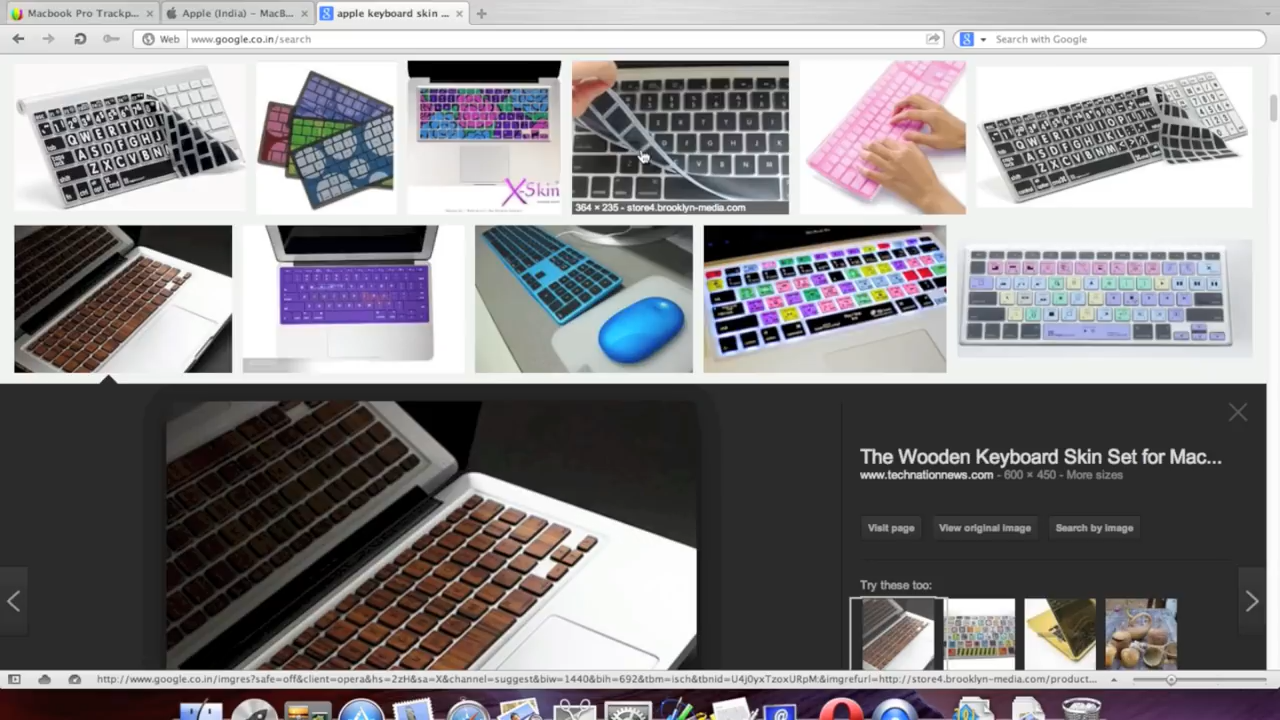 Macbook Pro Trackp...
Apple (India) – MacB...
apple keyboard skin ...
Web
www.google.co.in/search
Search with Google
QWERTYU
ZXCVBN
X-Skin
364 × 235 - store4.brooklyn-media.com
The Wooden Keyboard Skin Set for Mac...
www.technationnews.com - 600 × 450 - More sizes
Visit page
View original image
Search by image
Try these too:
http://www.google.co.in/imgres?safe=off&client=opera&hs=2zH&sa=X&channel=suggest&biw=1440&bih=692&tbm=isch&tbnid=U4j0yxTzoxURpM:&imgrefurl=http://store4.brooklyn-media.com/product...